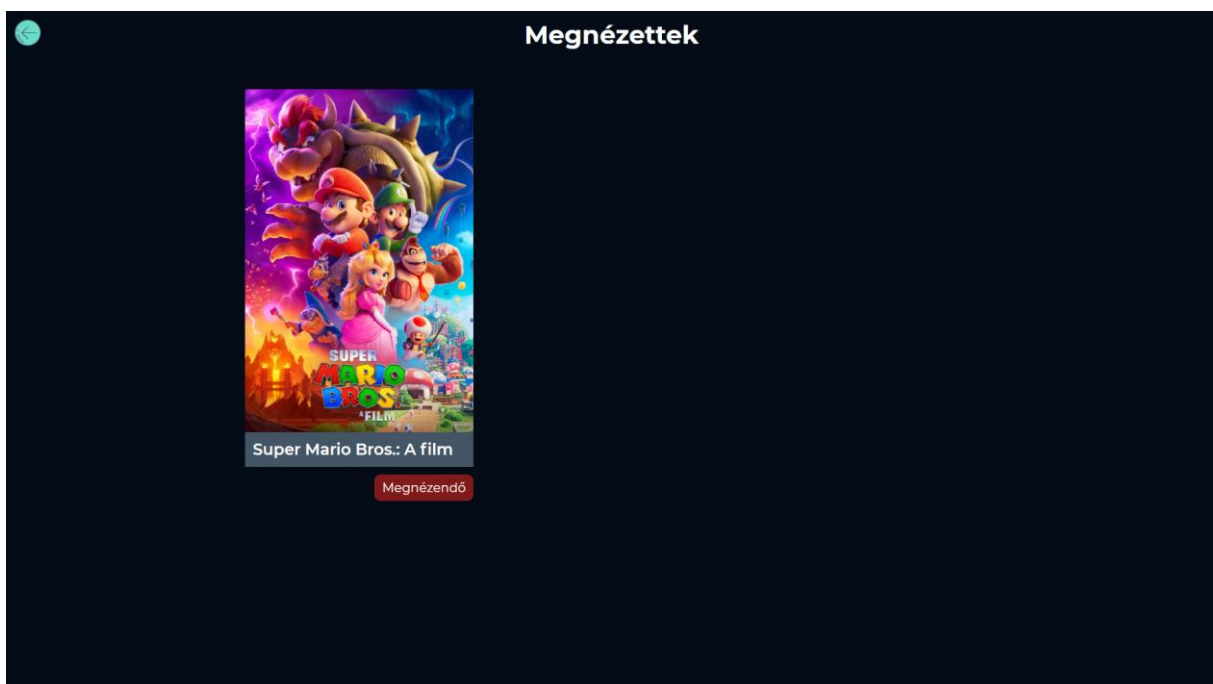 Megnézettek
SUPER
MARIO
BROS.
A FILM
Super Mario Bros.: A film
Megnézendő